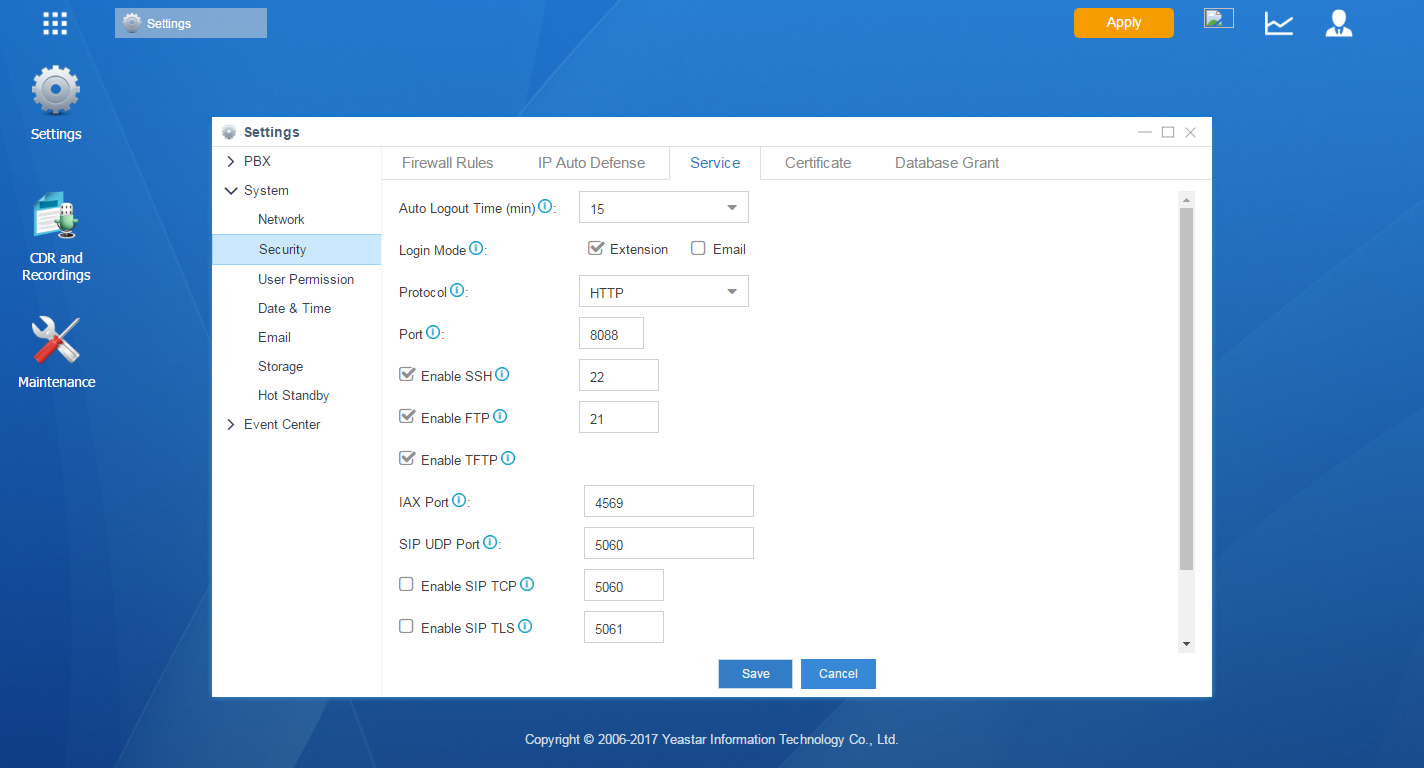 Settings
Apply
Settings
CDR and
Recordings
Maintenance
Settings
PBX
System
Network
Security
User Permission
Date & Time
Email
Storage
Hot Standby
Event Center
Firewall Rules IP Auto Defense Service Certificate Database Grant
Auto Logout Time (min) : 15
Login Mode : Extension Email
Protocol : HTTP
Port : 8088
Enable SSH 22
Enable FTP 21
Enable TFTP
IAX Port : 4569
SIP UDP Port : 5060
Enable SIP TCP 5060
Enable SIP TLS 5061
Save Cancel
Copyright © 2006-2017 Yeastar Information Technology Co., Ltd.